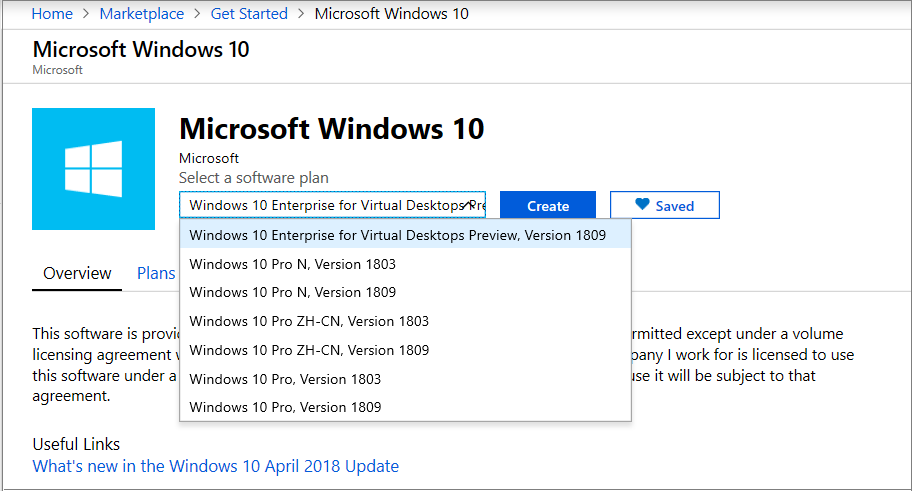 Home > Marketplace > Get Started > Microsoft Windows 10
Microsoft Windows 10
Microsoft
Microsoft Windows 10
Microsoft
Select a software plan
Windows 10 Enterprise for Virtual Desktops Pre Create Saved
Windows 10 Enterprise for Virtual Desktops Preview, Version 1809
Windows 10 Pro N, Version 1803
Windows 10 Pro N, Version 1809
Windows 10 Pro ZH-CN, Version 1803
Windows 10 Pro ZH-CN, Version 1809
Windows 10 Pro, Version 1803
Windows 10 Pro, Version 1809
Overview Plans
This software is provi rmitted except under a volume
licensing agreement w pany I work for is licensed to use
this software under a use it will be subject to that
agreement.
Useful Links
What's new in the Windows 10 April 2018 Update